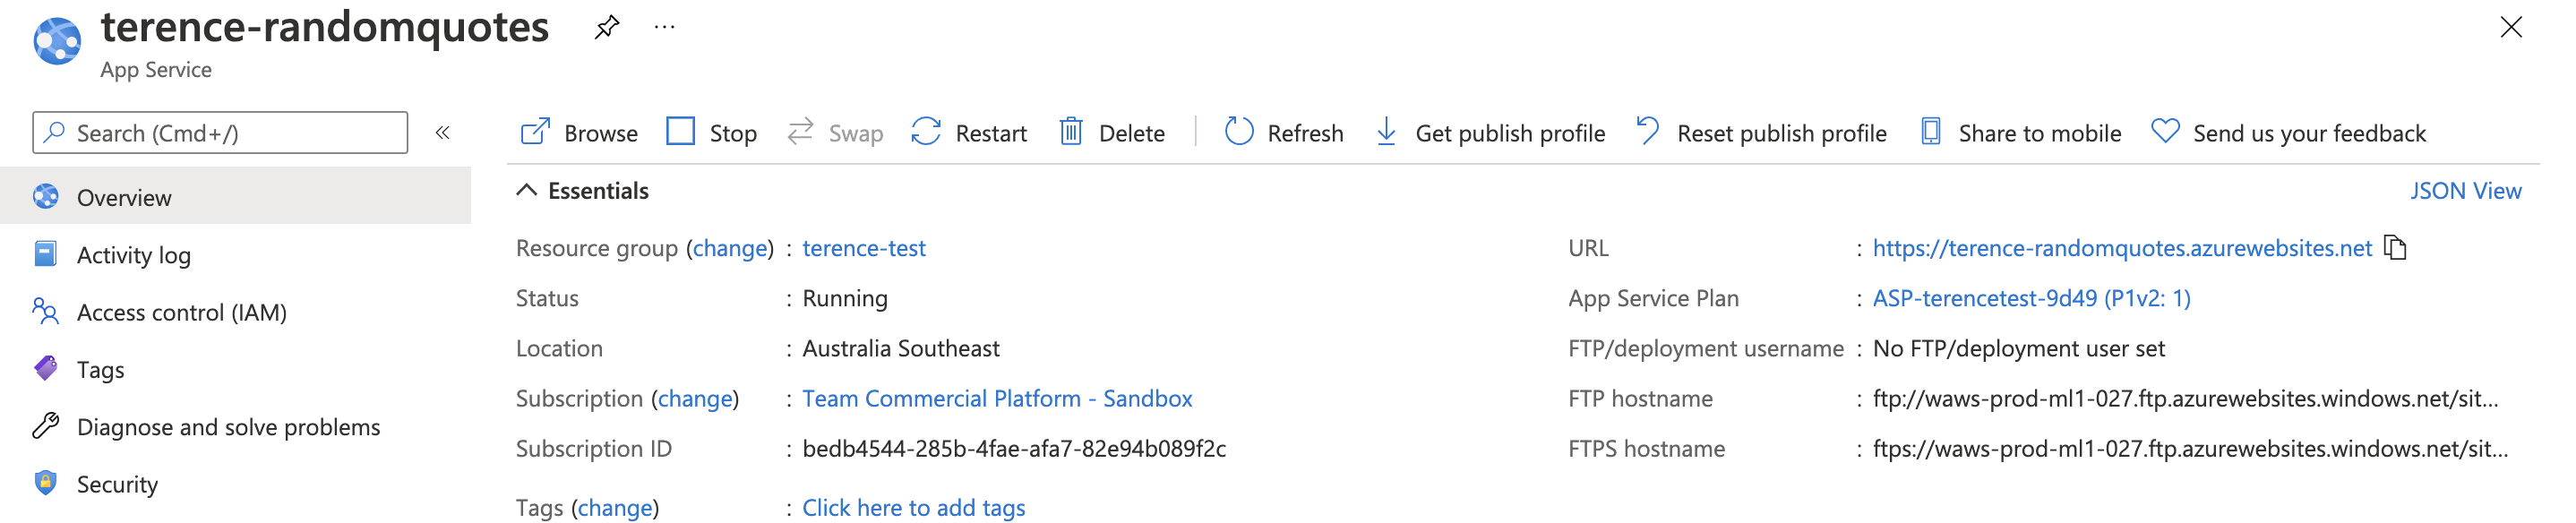 terence-randomquotes
App Service
Search (Cmd+/)
Overview
Activity log
Access control (IAM)
Tags
Diagnose and solve problems
Security
Browse Stop Swap Restart Delete Refresh Get publish profile Reset publish profile Share to mobile Send us your feedback
Essentials
JSON View
Resource group (change) : terence-test
Status : Running
Location : Australia Southeast
Subscription (change) : Team Commercial Platform - Sandbox
Subscription ID : bedb4544-285b-4fae-afa7-82e94b089f2c
Tags (change) : Click here to add tags
URL : https://terence-randomquotes.azurewebsites.net
App Service Plan : ASP-terencetest-9d49 (P1v2: 1)
FTP/deployment username : No FTP/deployment user set
FTP hostname : ftp://waws-prod-ml1-027.ftp.azurewebsites.windows.net/sit...
FTPS hostname : ftps://waws-prod-ml1-027.ftp.azurewebsites.windows.net/sit...